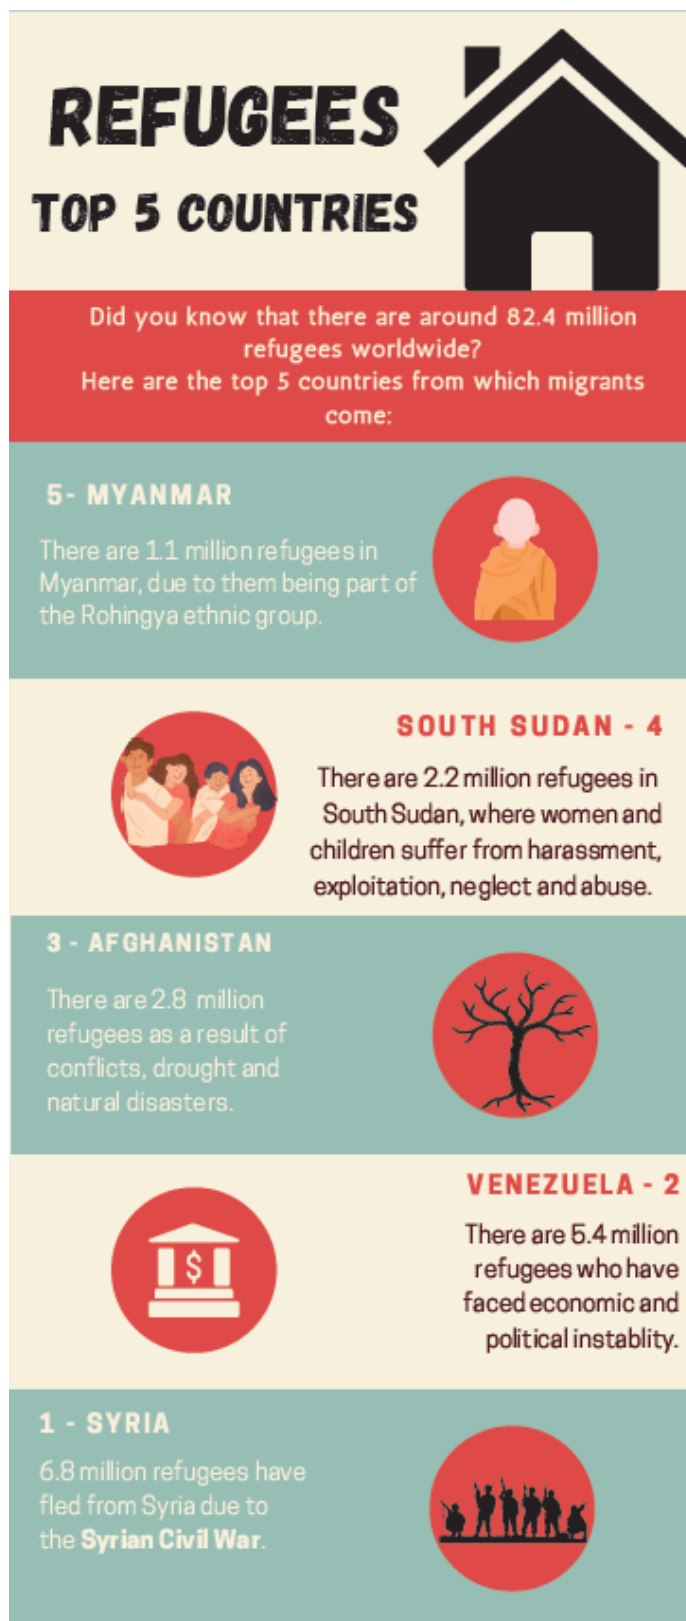 REFUGEES
TOP 5 COUNTRIES
Did you know that there are around 82.4 million
refugees worldwide?
Here are the top 5 countries from which migrants
come:
5- MYANMAR
There are 1.1 million refugees in
Myanmar, due to them being part of
the Rohingya ethnic group.
SOUTH SUDAN - 4
There are 2.2 million refugees in
South Sudan, where women and
children suffer from harassment,
exploitation, neglect and abuse.
3 - AFGHANISTAN
There are 2.8 million
refugees as a result of
conflicts, drought and
natural disasters.
VENEZUELA - 2
There are 5.4 million
refugees who have
faced economic and
political instablity.
$
1 - SYRIA
6.8 million refugees have
fled from Syria due to
the Syrian Civil War.